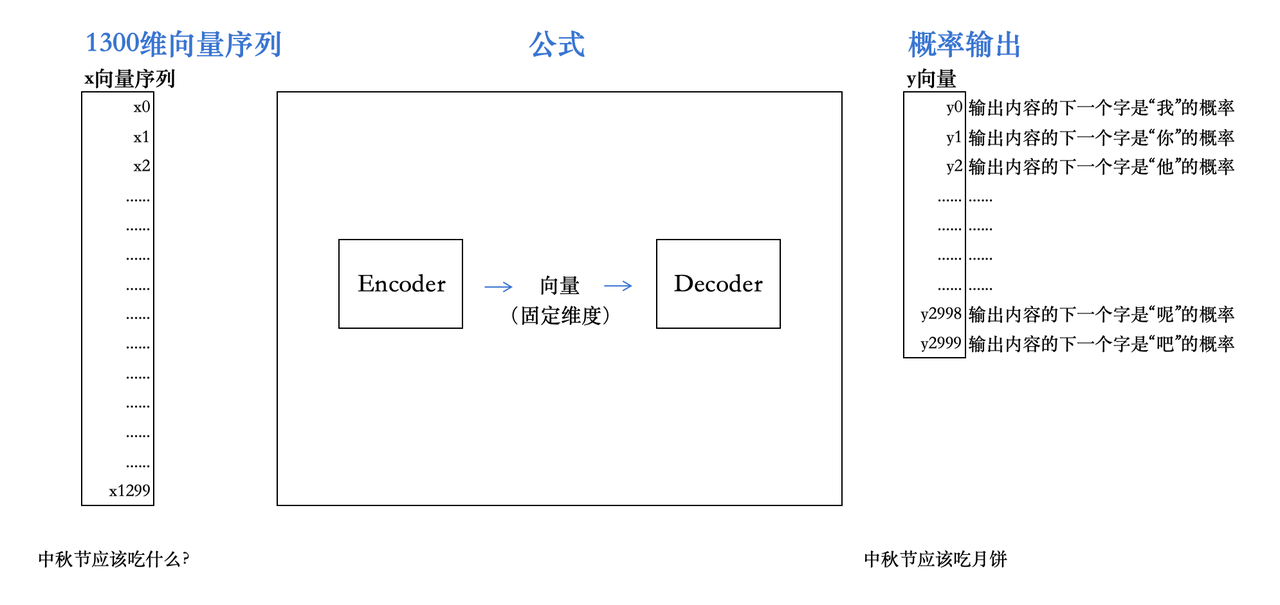 1300维向量序列
公式
概率输出
x向量序列
y向量
x0
x1
x2
......
......
......
......
......
......
......
......
......
......
x1299
Encoder
向量
(固定维度)
Decoder
y0 输出内容的下一个字是“我”的概率
y1 输出内容的下一个字是“你”的概率
y2 输出内容的下一个字是“他”的概率
...... ......
...... ......
...... ......
...... ......
y2998 输出内容的下一个字是“呢”的概率
y2999 输出内容的下一个字是“吧”的概率
中秋节应该吃什么?
中秋节应该吃月饼